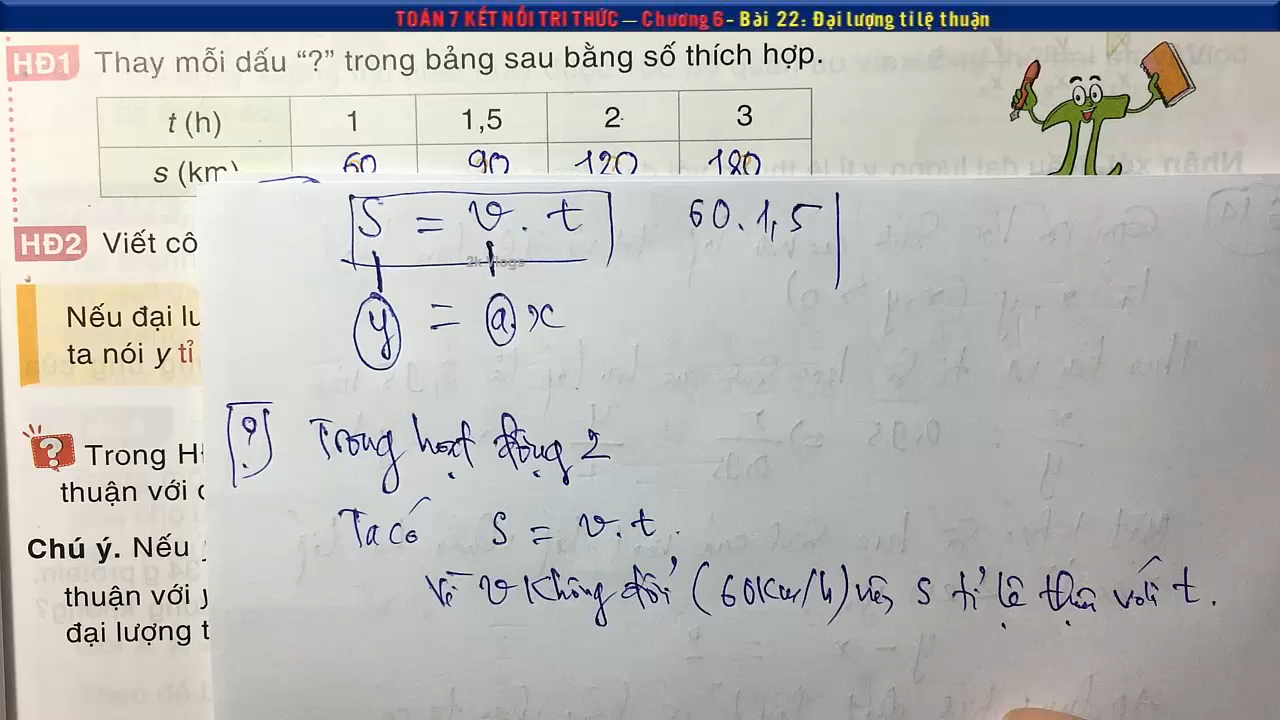 TOÁN 7 KẾT NỐI TRI THỨC – Chương 6- Bài 22: Đại lượng tỉ lệ thuận
HĐ1 Thay mỗi dấu “?” trong bảng sau bằng số thích hợp.
t (h) 1 1,5 2 3
s (km) 60 90 120 180
S = v . t 60 . 1,5
HĐ2 Viết cô
2k Vlogs
Nếu đại lư
y = a.x
ta nói y tỉ
? Trong hoạt động 2
Trong H
thuận với
Ta có S = v.t.
Chú ý. Nếu
Vì v không đổi (60km/h) nên S tỉ lệ thuận với t.
thuận với
đại lượng t